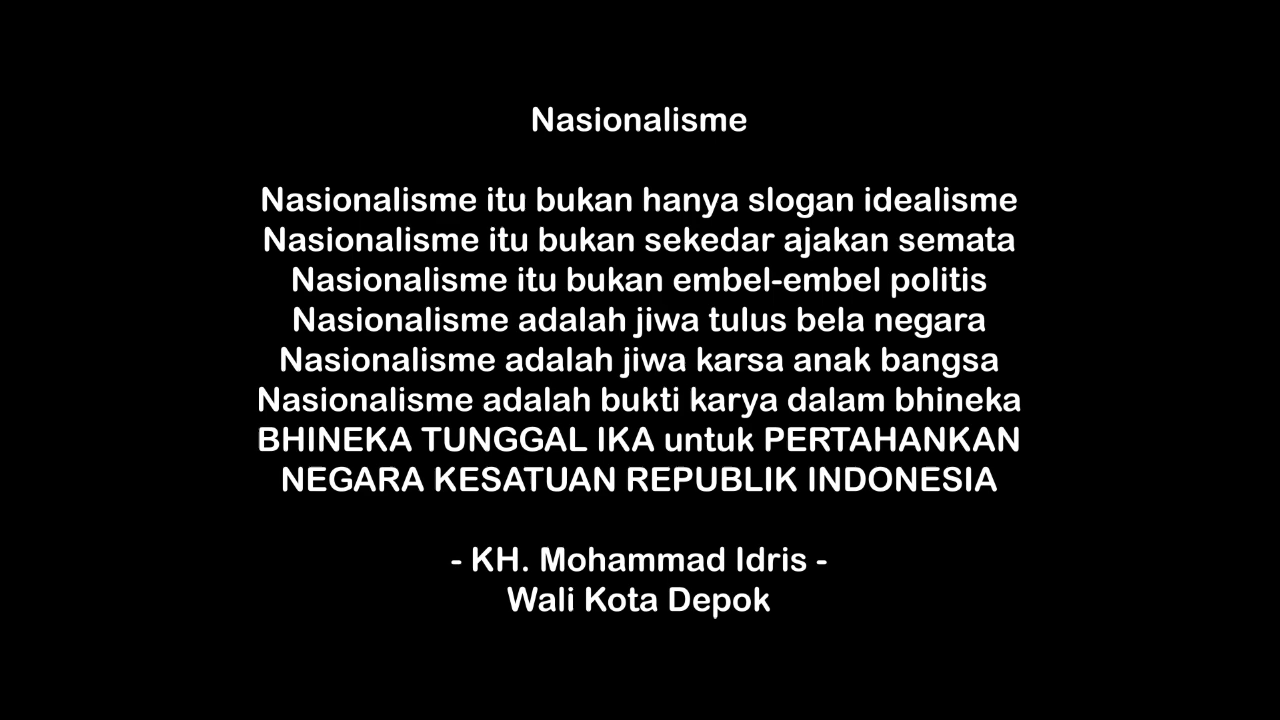 Nasionalisme
Nasionalisme itu bukan hanya slogan idealisme
Nasionalisme itu bukan sekedar ajakan semata
Nasionalisme itu bukan embel-embel politis
Nasionalisme adalah jiwa tulus bela negara
Nasionalisme adalah jiwa karsa anak bangsa
Nasionalisme adalah bukti karya dalam bhineka
BHINEKA TUNGGAL IKA untuk PERTAHANKAN
NEGARA KESATUAN REPUBLIK INDONESIA
- KH. Mohammad Idris -
Wali Kota Depok